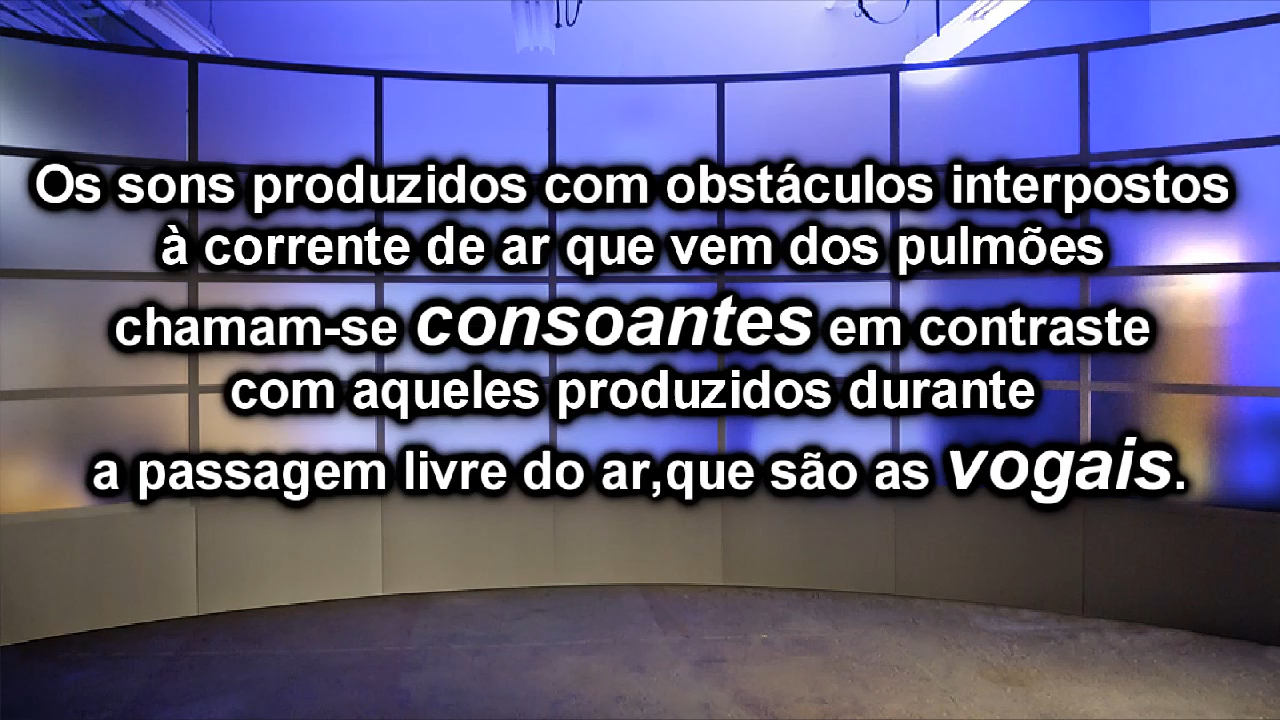 Os sons produzidos com obstáculos interpostos
à corrente de ar que vem dos pulmões
chamam-se consoantes em contraste
com aqueles produzidos durante
a passagem livre do ar,que são as vogais.